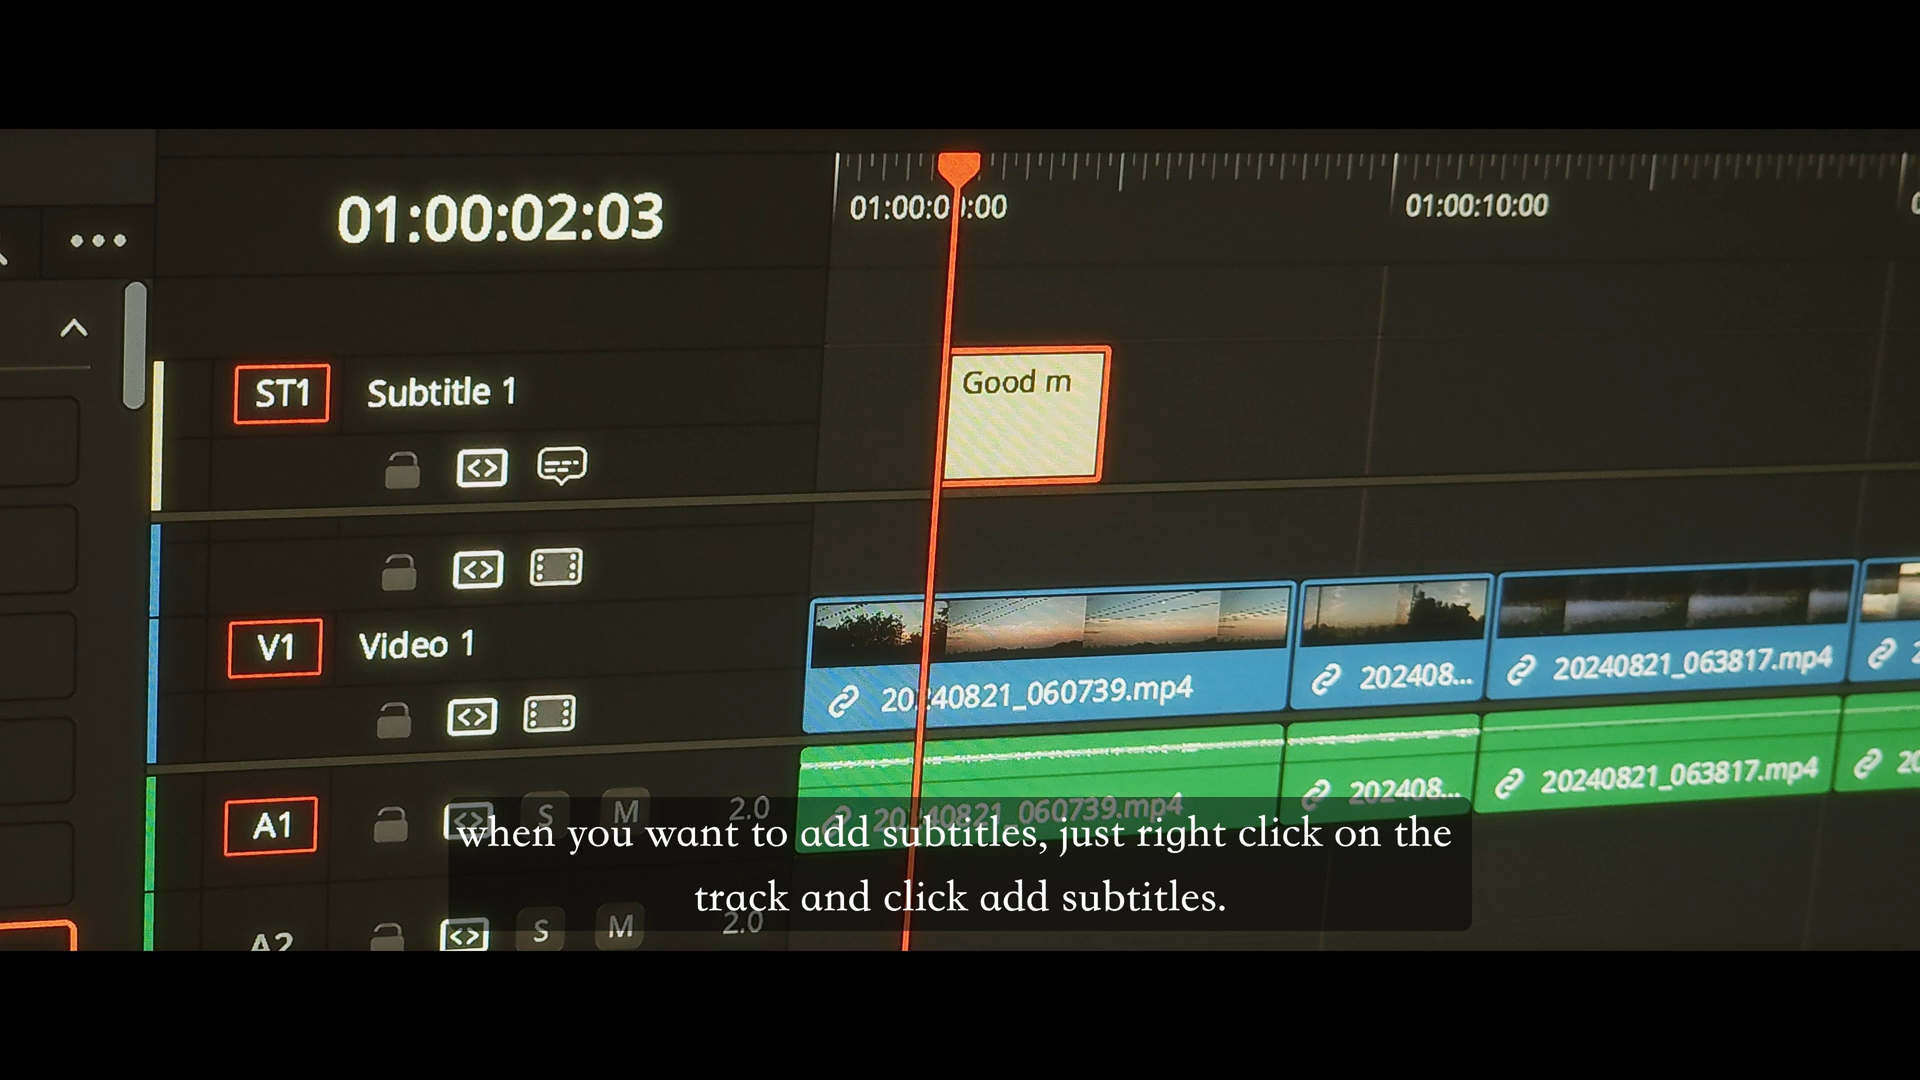 01:00:02:03
01:00:00:00
01:00:10:00
ST1 Subtitle 1
Good m
V1 Video 1
20240821_060739.mp4
202408...
20240821_063817.mp4
A1 S M 2.0
20240821_060739.mp4
202408...
20240821_063817.mp4
A2 S M 2.0
when you want to add subtitles, just right click on the
track and click add subtitles.